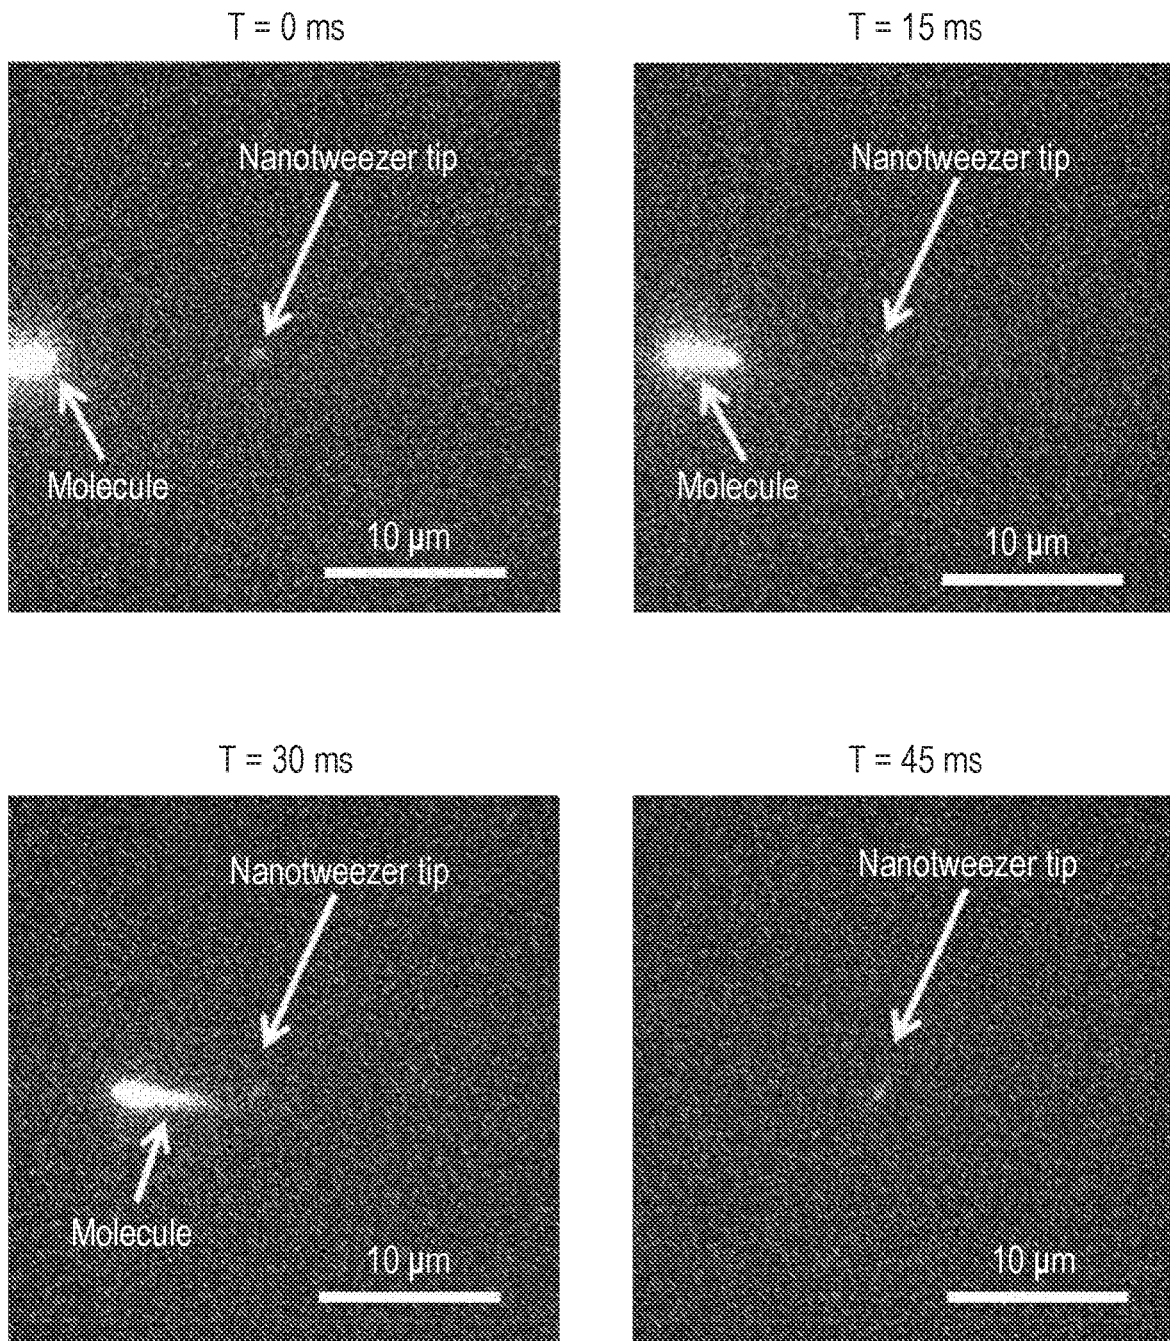 T = 0 ms
T = 15 ms
Nanotweezer tip
Nanotweezer tip
Molecule
Molecule
10 µm
10 µm
T = 30 ms
T = 45 ms
Nanotweezer tip
Nanotweezer tip
Molecule
10 µm
10 µm